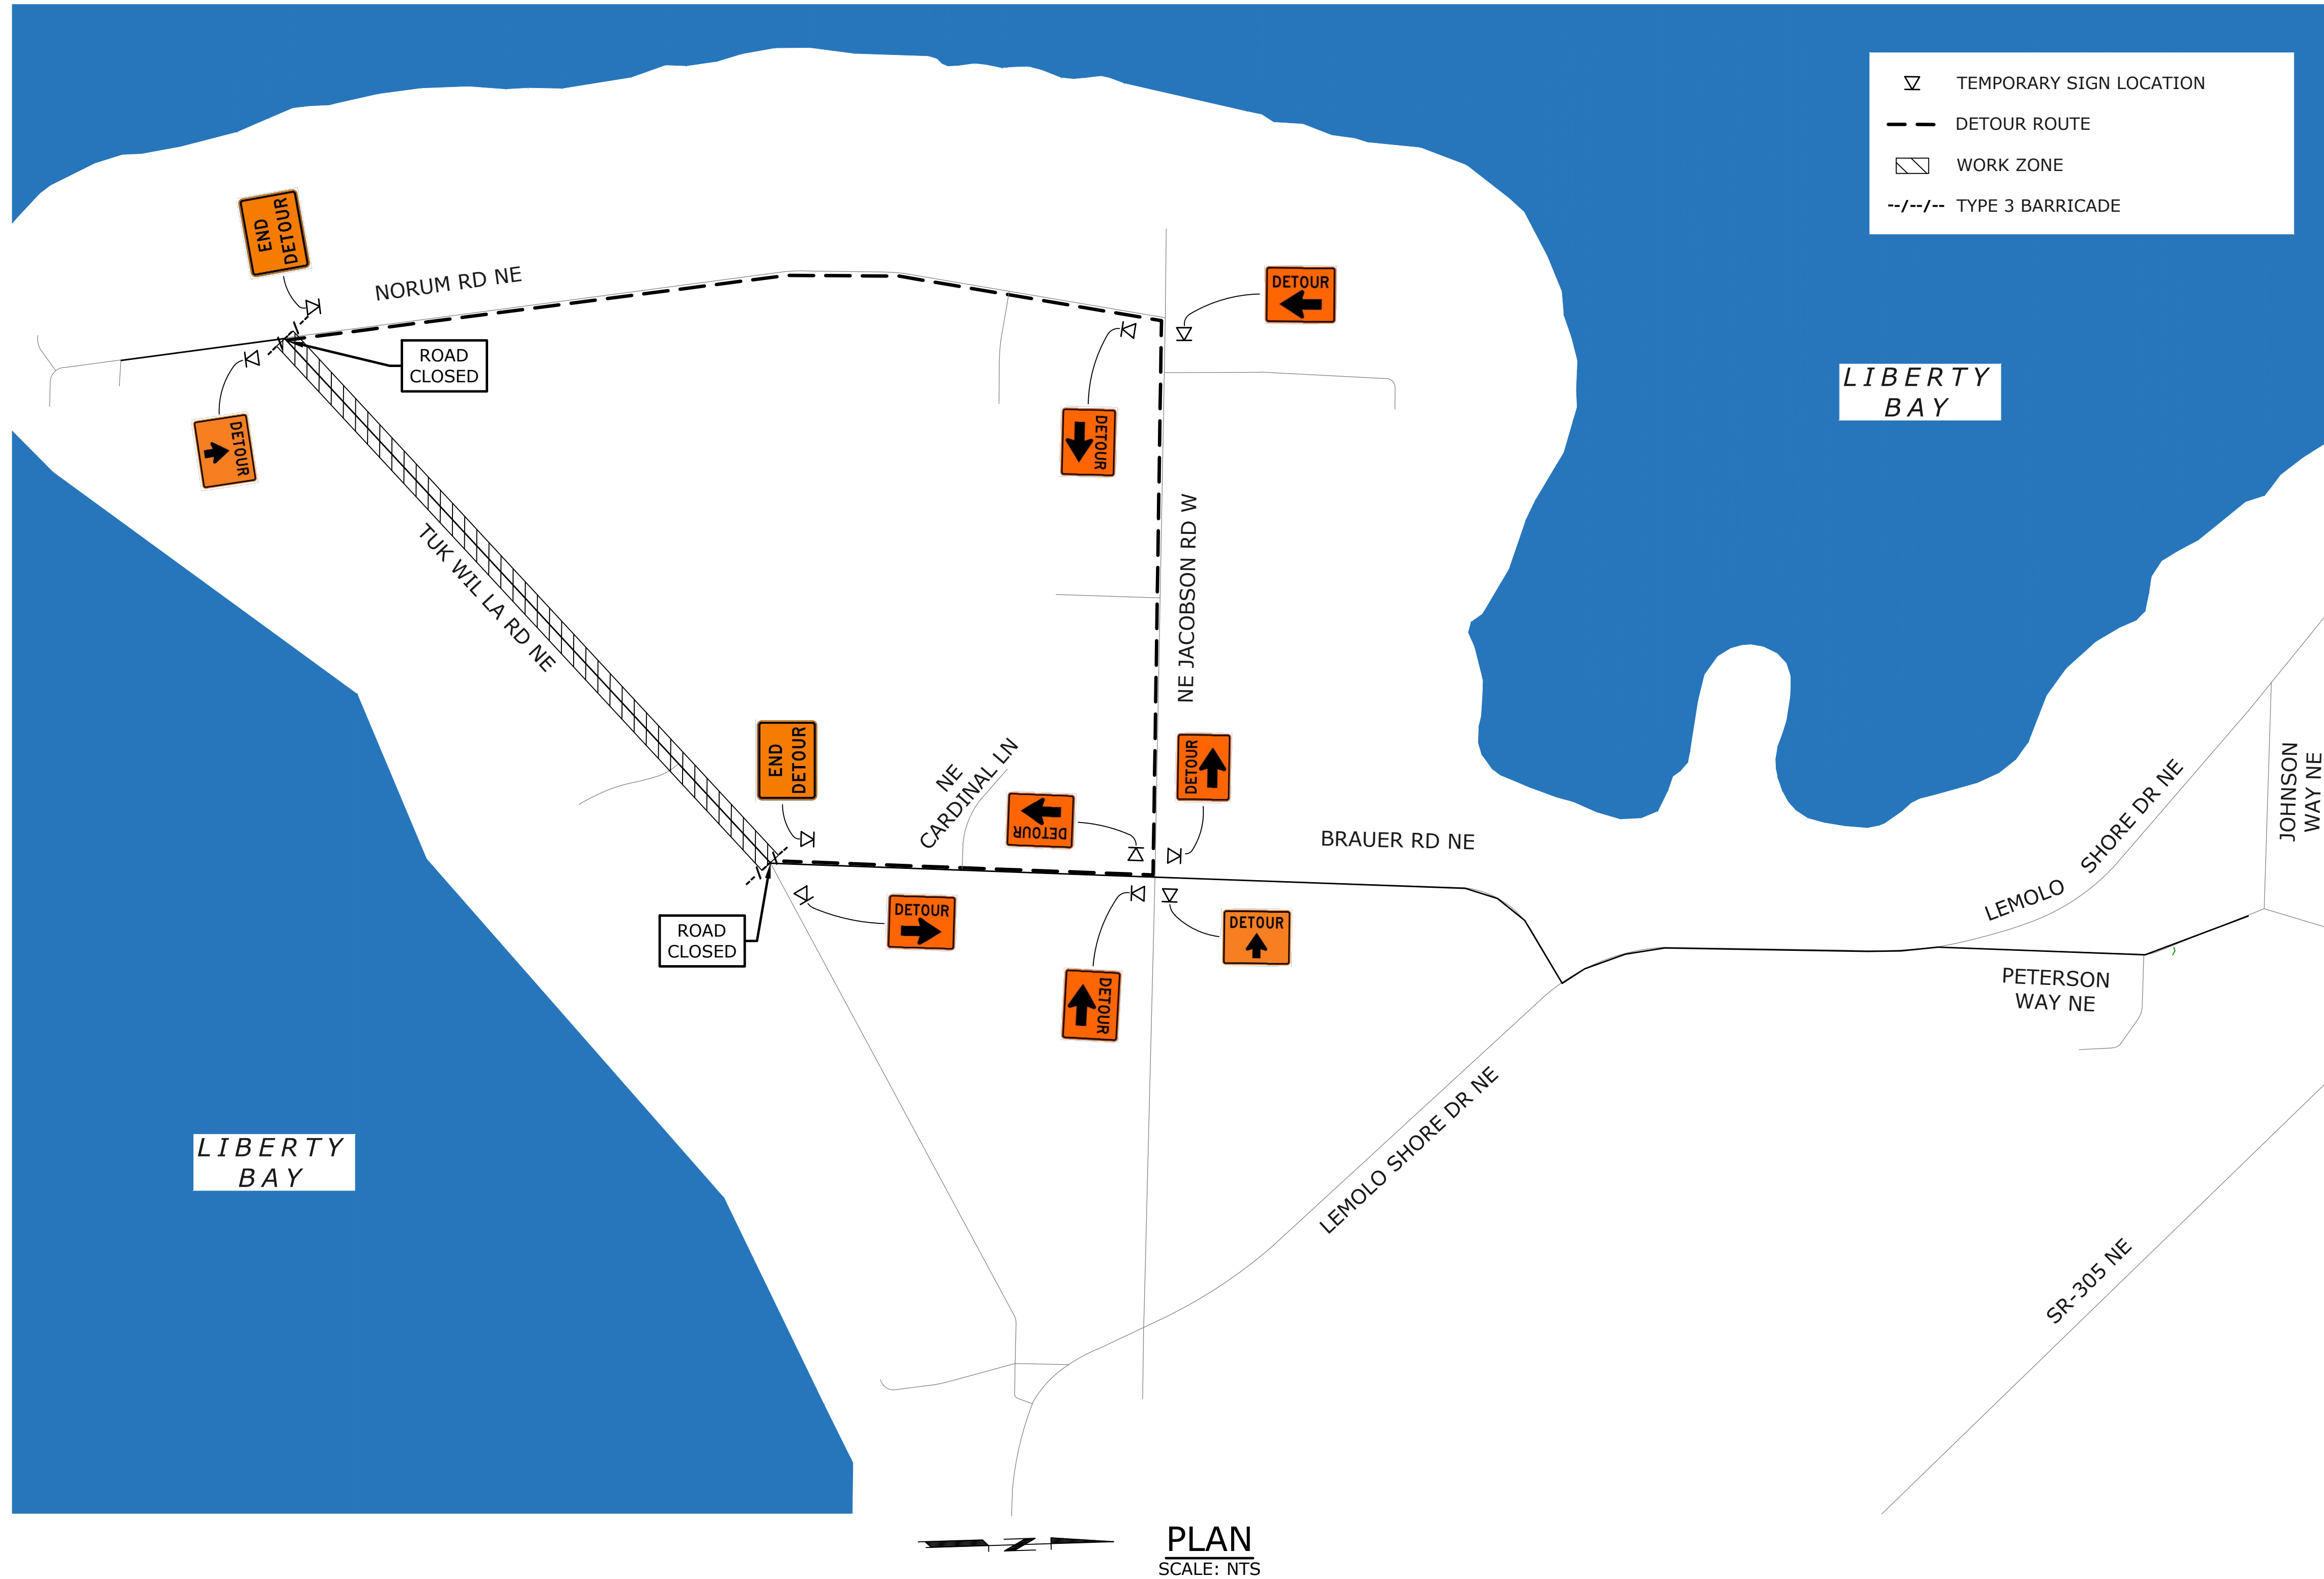 TEMPORARY SIGN LOCATION
DETOUR ROUTE
WORK ZONE
TYPE 3 BARRICADE
END
DETOUR
NORUM RD NE
DETOUR
ROAD
CLOSED
DETOUR
DETOUR
LIBERTY
BAY
TUK WIL LA RD NE
NE JACOBSON RD W
END
DETOUR
NE
CARDINAL LN
DETOUR
DETOUR
BRAUER RD NE
LEMOLO SHORE DR NE
JOHNSON
WAY NE
ROAD
CLOSED
DETOUR
DETOUR
DETOUR
PETERSON
WAY NE
LEMOLO SHORE DR NE
LIBERTY
BAY
SR-305 NE
N
PLAN
SCALE: NTS